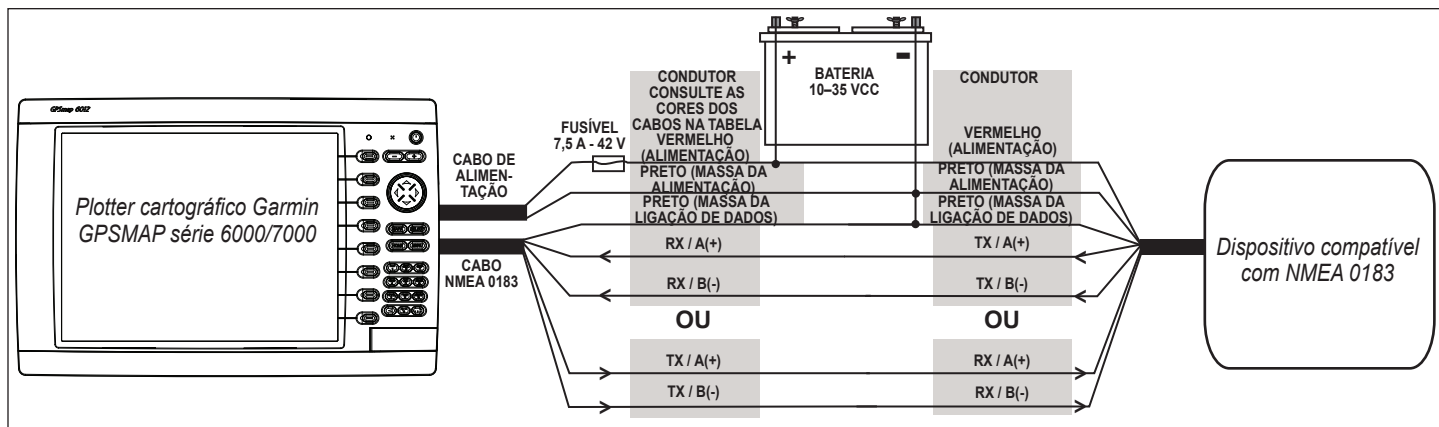 GPSmap 6012
Plotter cartográfico Garmin
GPSMAP série 6000/7000
CABO DE
ALIMEN-
TAÇÃO
CABO
NMEA 0183
FUSÍVEL
7,5 A - 42 V
CONDUTOR
CONSULTE AS
CORES DOS
CABOS NA TABELA
VERMELHO
(ALIMENTAÇÃO)
PRETO (MASSA DA
ALIMENTAÇÃO)
PRETO (MASSA DA
LIGAÇÃO DE DADOS)
RX / A(+)
RX / B(-)
OU
TX / A(+)
TX / B(-)
+ -
BATERIA
10–35 VCC
CONDUTOR
VERMELHO
(ALIMENTAÇÃO)
PRETO (MASSA DA
ALIMENTAÇÃO)
PRETO (MASSA DA
LIGAÇÃO DE DADOS)
TX / A(+)
TX / B(-)
OU
RX / A(+)
RX / B(-)
Dispositivo compatível
com NMEA 0183